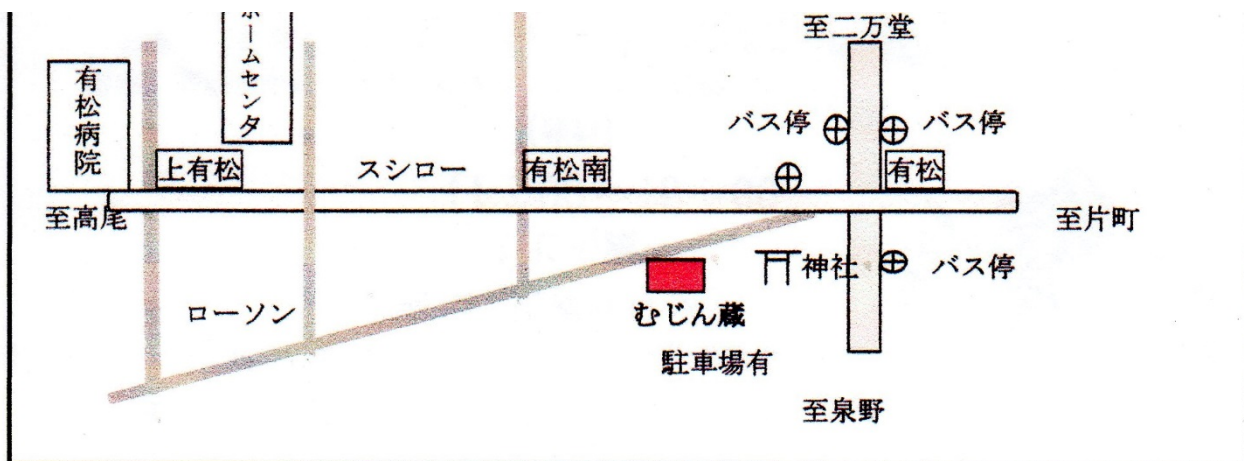 至二万堂
ホームセンタ
有松病院
バス停
バス停
上有松
スシロー
有松南
有松
至高尾
至片町
神社
バス停
ローソン
むじん蔵
駐車場有
至泉野